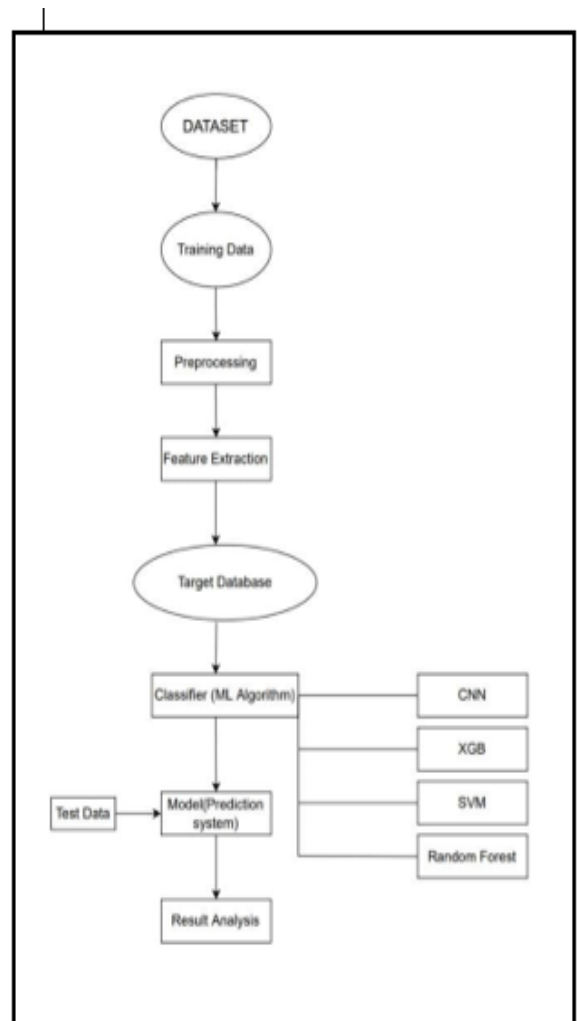 DATASET
Training Data
Preprocessing
Feature Extraction
Target Database
Classifier (ML Algorithm)
CNN
XGB
SVM
Random Forest
Test Data
Model(Prediction
system)
Result Analysis